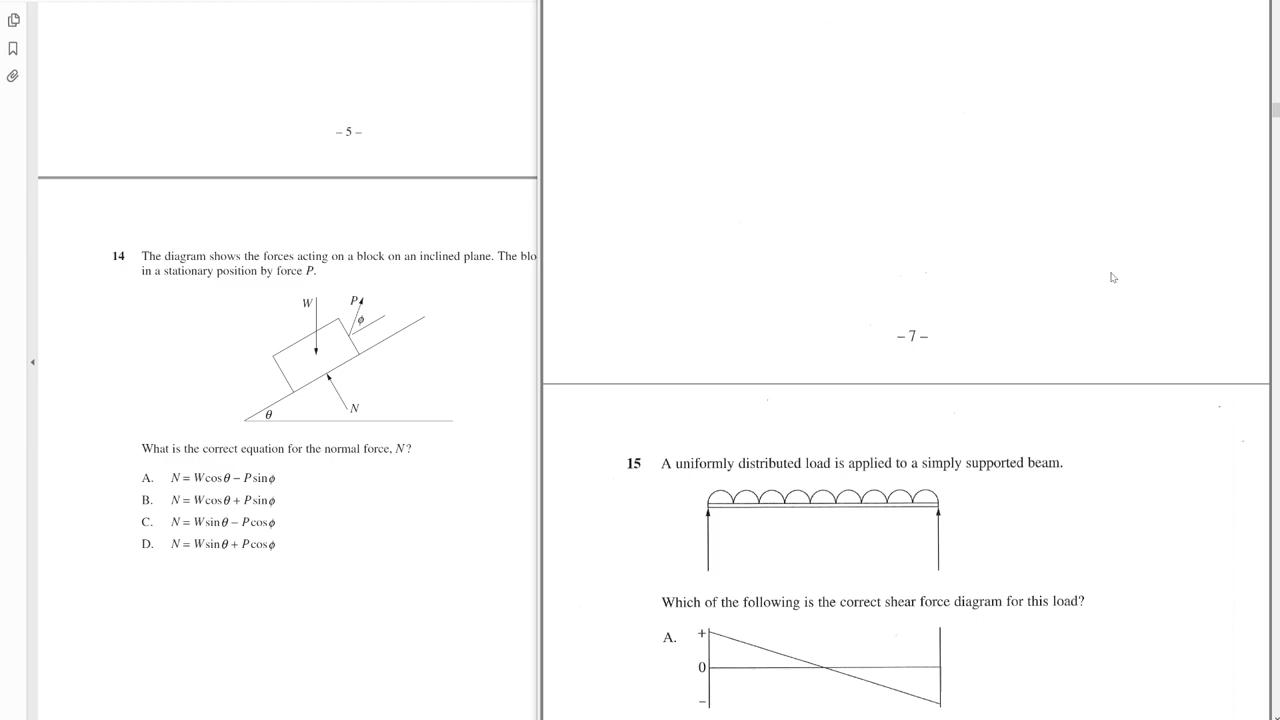 – 5 –
14 The diagram shows the forces acting on a block on an inclined plane. The blo
in a stationary position by force P.
W
P
ϕ
N
θ
What is the correct equation for the normal force, N?
A. N = W cos θ – P sin ϕ
B. N = W cos θ + P sin ϕ
C. N = W sin θ – P cos ϕ
D. N = W sin θ + P cos ϕ
– 7 –
15 A uniformly distributed load is applied to a simply supported beam.
Which of the following is the correct shear force diagram for this load?
A.
+
0
–